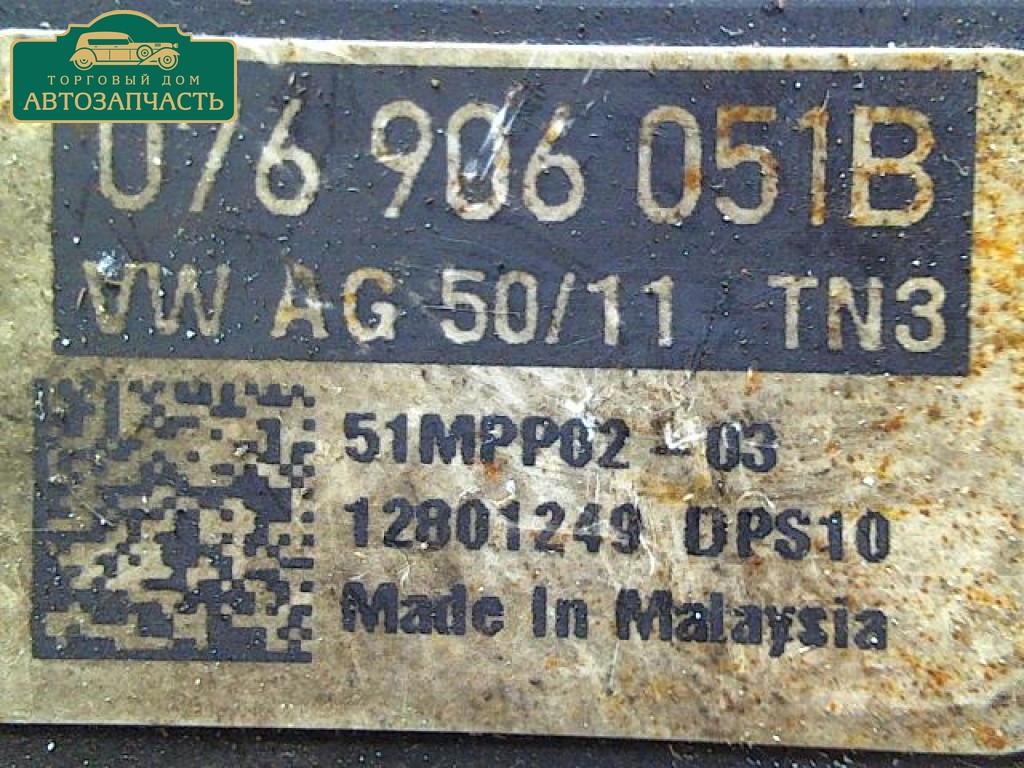 ТОРГОВЫЙ ДОМ
АВТОЗАПЧАСТЬ
076 906 051B
VW AG 50/11 TN3
51MPP02-03
12801249 DPS10
Made In Malaysia